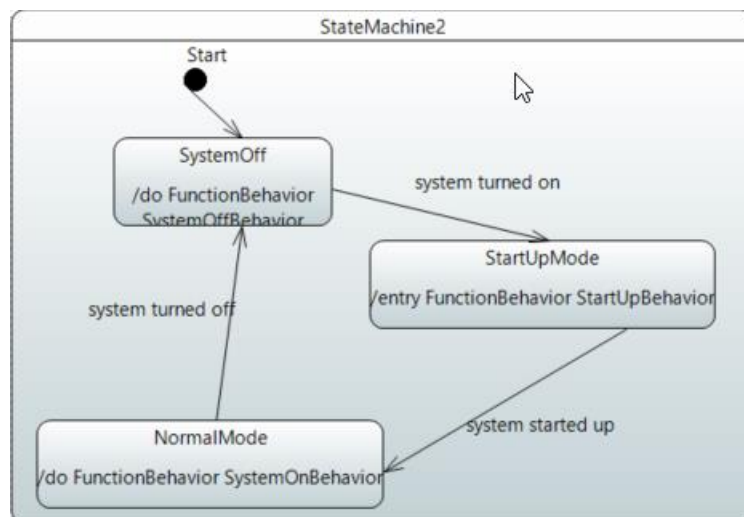 StateMachine2
Start
SystemOff
/do FunctionBehavior
SystemOffBehavior
system turned on
StartUpMode
/entry FunctionBehavior StartUpBehavior
system turned off
system started up
NormalMode
/do FunctionBehavior SystemOnBehavior